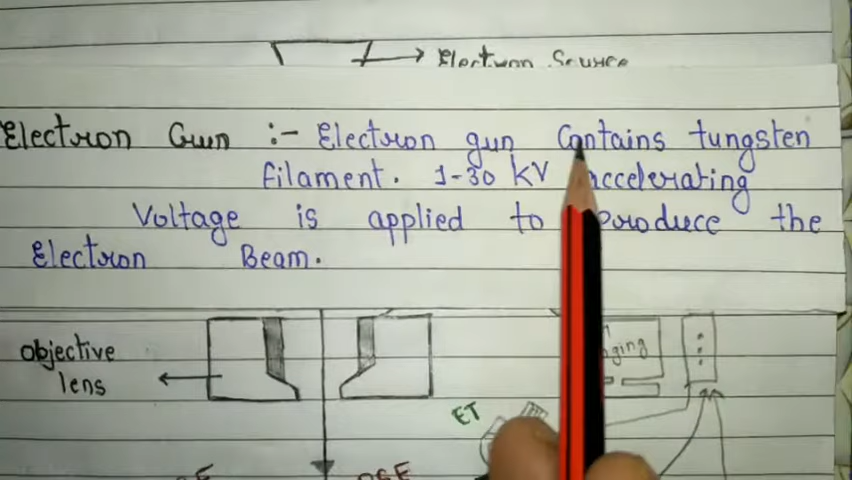 Electron Source
Electron Gun :- Electron gun Contains tungsten
filament. 1-30 kV accelerating
Voltage is applied to produce the
Electron Beam.
objective
lens
ET